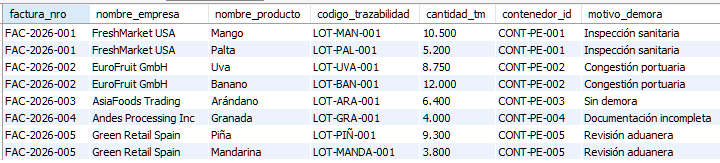 factura_nro nombre_empresa nombre_producto codigo_trazabilidad cantidad_tm contenedor_id motivo_demora
FAC-2026-001 FreshMarket USA Mango LOT-MAN-001 10.500 CONT-PE-001 Inspección sanitaria
FAC-2026-001 FreshMarket USA Palta LOT-PAL-001 5.200 CONT-PE-001 Inspección sanitaria
FAC-2026-002 EuroFruit GmbH Uva LOT-UVA-001 8.750 CONT-PE-002 Congestión portuaria
FAC-2026-002 EuroFruit GmbH Banano LOT-BAN-001 12.000 CONT-PE-002 Congestión portuaria
FAC-2026-003 AsiaFoods Trading Arándano LOT-ARA-001 6.400 CONT-PE-003 Sin demora
FAC-2026-004 Andes Processing Inc Granada LOT-GRA-001 4.000 CONT-PE-004 Documentación incompleta
FAC-2026-005 Green Retail Spain Piña LOT-PIÑ-001 9.300 CONT-PE-005 Revisión aduanera
FAC-2026-005 Green Retail Spain Mandarina LOT-MANDA-001 3.800 CONT-PE-005 Revisión aduanera